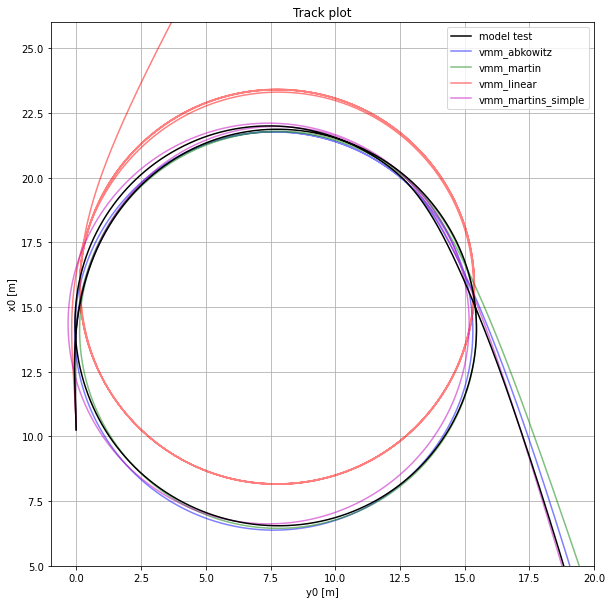 Track plot
model test
vmm_abkowitz
vmm_martin
vmm_linear
vmm_martins_simple
x0 [m]
25.0
22.5
20.0
17.5
15.0
12.5
10.0
7.5
5.0
0.0 2.5 5.0 7.5 10.0 12.5 15.0 17.5 20.0
y0 [m]